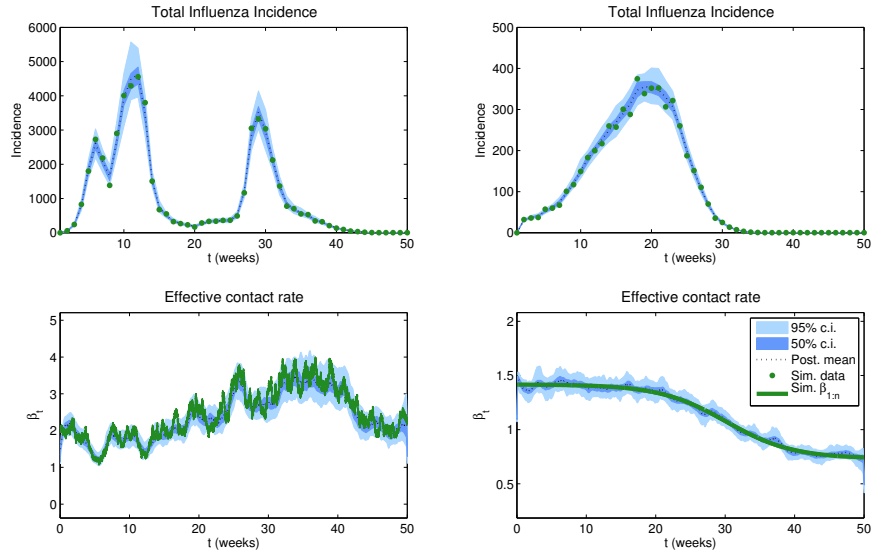 Total Influenza Incidence
Incidence
6000
5000
4000
3000
2000
1000
0
10 20 30 40 50
t (weeks)
Total Influenza Incidence
Incidence
500
400
300
200
100
0
0 10 20 30 40 50
t (weeks)
Effective contact rate
β_t
5
4
3
2
1
0
0 10 20 30 40 50
t (weeks)
Effective contact rate
β_t
2
1.5
1
0.5
0 10 20 30 40 50
t (weeks)
95% c.i.
50% c.i.
Post. mean
Sim. data
Sim. β_{1:n}